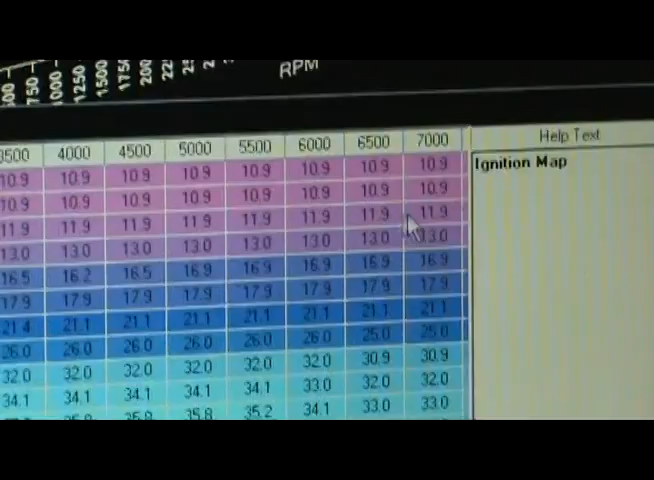 750 1000 1250 1500 1750
RPM
3500 4000 4500 5000 5500 6000 6500 7000 Help Text
10.9 10.9 10.9 10.9 10.9 10.9 10.9 10.9 Ignition Map
10.9 10.9 10.9 10.9 10.9 10.9 10.9 10.9
11.9 11.9 11.9 11.9 11.9 11.9 11.9 11.9
13.0 13.0 13.0 13.0 13.0 13.0 13.0 13.0
16.5 16.2 16.5 16.9 16.9 16.9 16.9 16.9
17.9 17.9 17.9 17.9 17.9 17.9 17.9 17.9
21.4 21.1 21.1 21.1 21.1 21.1 21.1 21.1
26.0 26.0 26.0 26.0 26.0 26.0 25.0 25.0
32.0 32.0 32.0 32.0 32.0 32.0 30.9 30.9
34.1 34.1 34.1 34.1 34.1 33.0 32.0 32.0
35.8 35.8 35.2 34.1 33.0 33.0